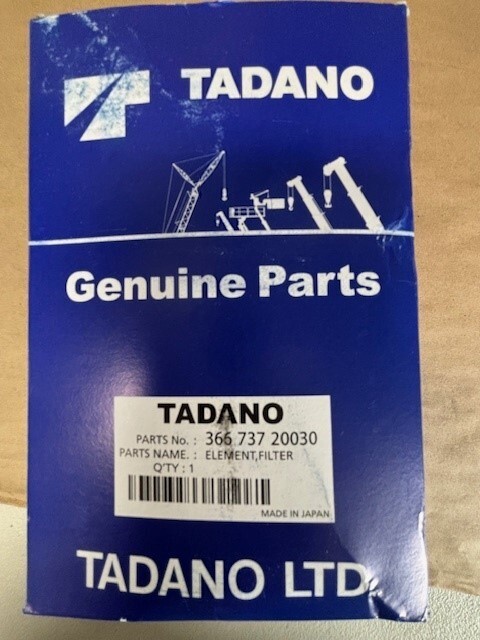 TADANO
Genuine Parts
TADANO
PARTS No. : 366 737 20030
PARTS NAME. : ELEMENT,FILTER
Q'TY : 1
MADE IN JAPAN
TADANO LTD.